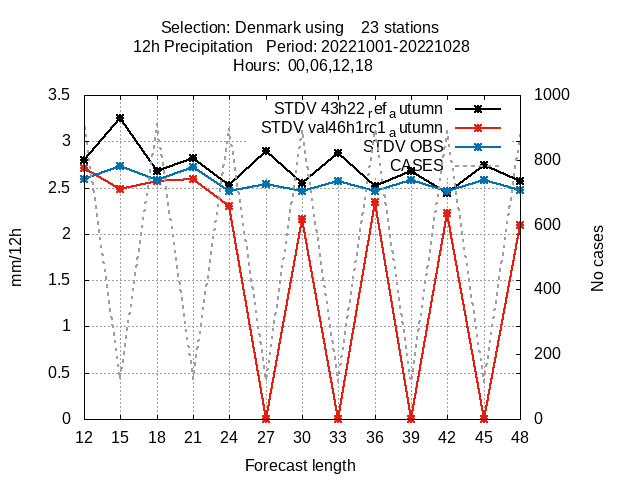 Selection: Denmark using    23 stations
12h Precipitation   Period: 20221001-20221028
Hours:  00,06,12,18
STDV 43h22_ref_autumn
STDV val46h1rc1_autumn
STDV OBS
CASES
3.5
3
2.5
2
1.5
1
0.5
0
mm/12h
1000
800
600
400
200
0
No cases
12 15 18 21 24 27 30 33 36 39 42 45 48
Forecast length